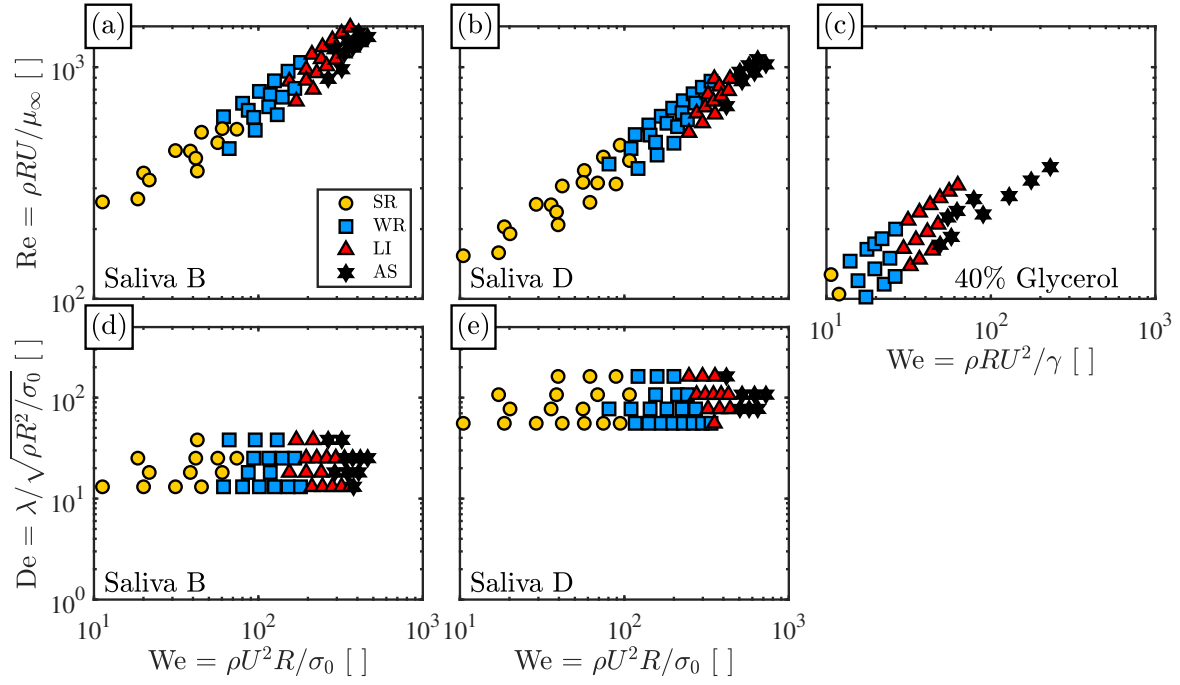 (a)
(b)
(c)
10³
Re = ρRU/μ∞ [ ]
10²
SR
WR
LI
AS
Saliva B
Saliva D
40% Glycerol
10¹
10²
10³
We = ρRU²/γ [ ]
(d)
(e)
10²
De = λ/√ρR³/σ₀ [ ]
10¹
10⁰
Saliva B
Saliva D
10¹
10²
10³
10¹
10²
10³
We = ρU²R/σ₀ [ ]
We = ρU²R/σ₀ [ ]